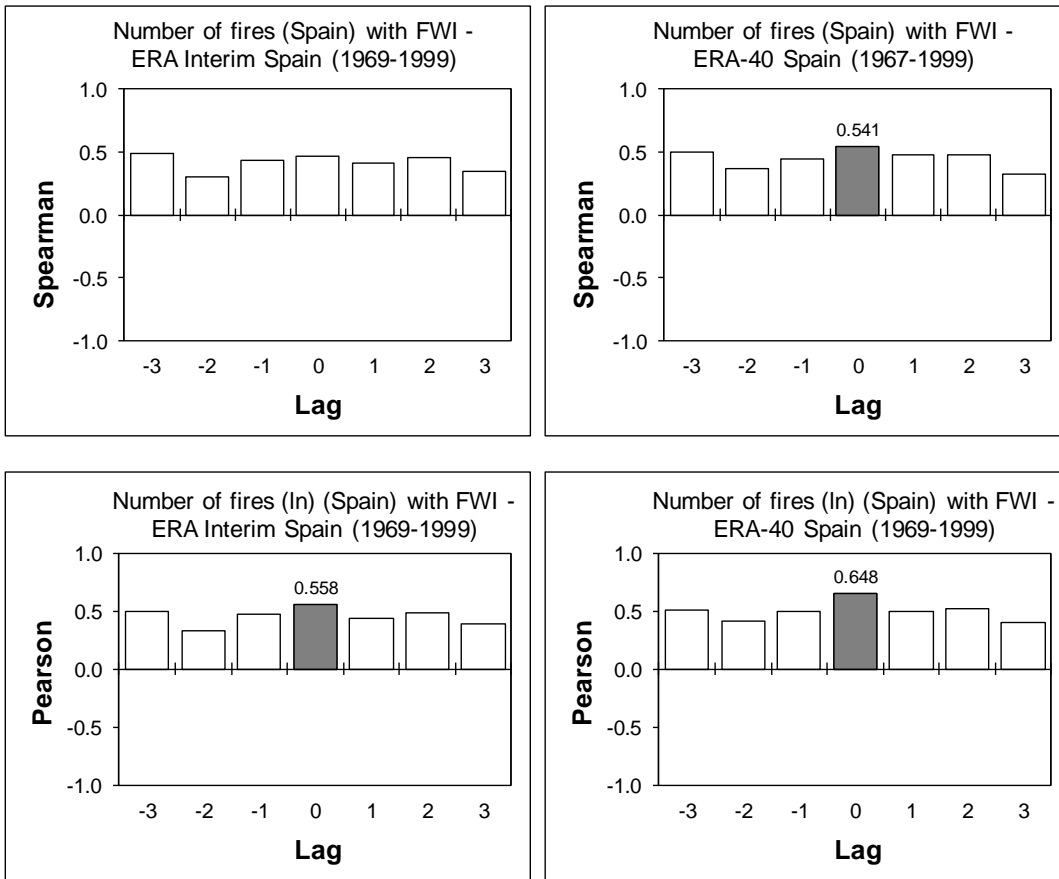 Number of fires (Spain) with FWI -
ERA Interim Spain (1969-1999)
1.0
0.5
0.0
-0.5
-1.0
Spearman
-3 -2 -1 0 1 2 3
Lag
Number of fires (Spain) with FWI -
ERA-40 Spain (1967-1999)
1.0
0.541
0.5
0.0
-0.5
-1.0
Spearman
-3 -2 -1 0 1 2 3
Lag
Number of fires (ln) (Spain) with FWI -
ERA Interim Spain (1969-1999)
1.0
0.558
0.5
0.0
-0.5
-1.0
Pearson
-3 -2 -1 0 1 2 3
Lag
Number of fires (ln) (Spain) with FWI -
ERA-40 Spain (1969-1999)
1.0
0.648
0.5
0.0
-0.5
-1.0
Pearson
-3 -2 -1 0 1 2 3
Lag